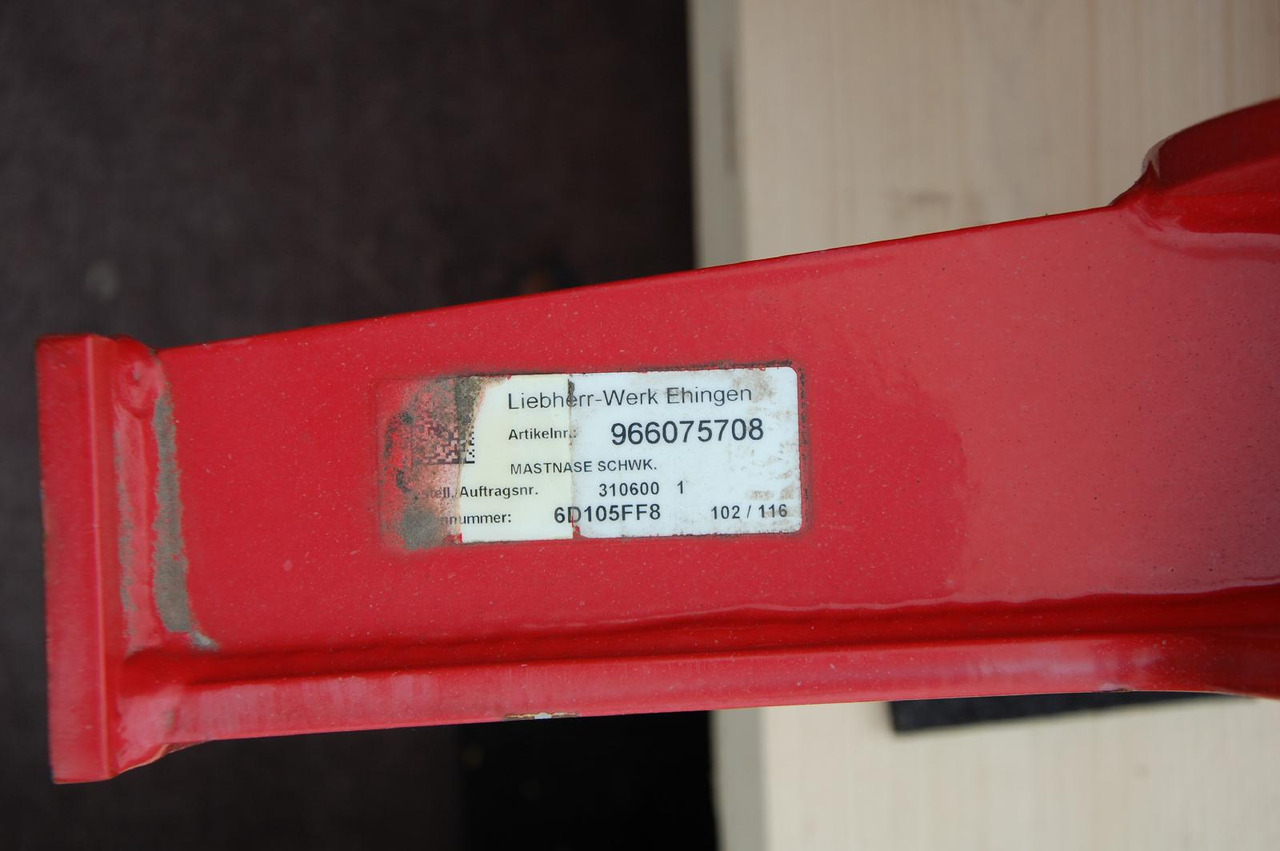 Liebherr-Werk Ehingen
Artikelnr.: 966075708
MASTNASE SCHWK.
Auftragsnr. 310600 1
6D105FF8 102 / 116